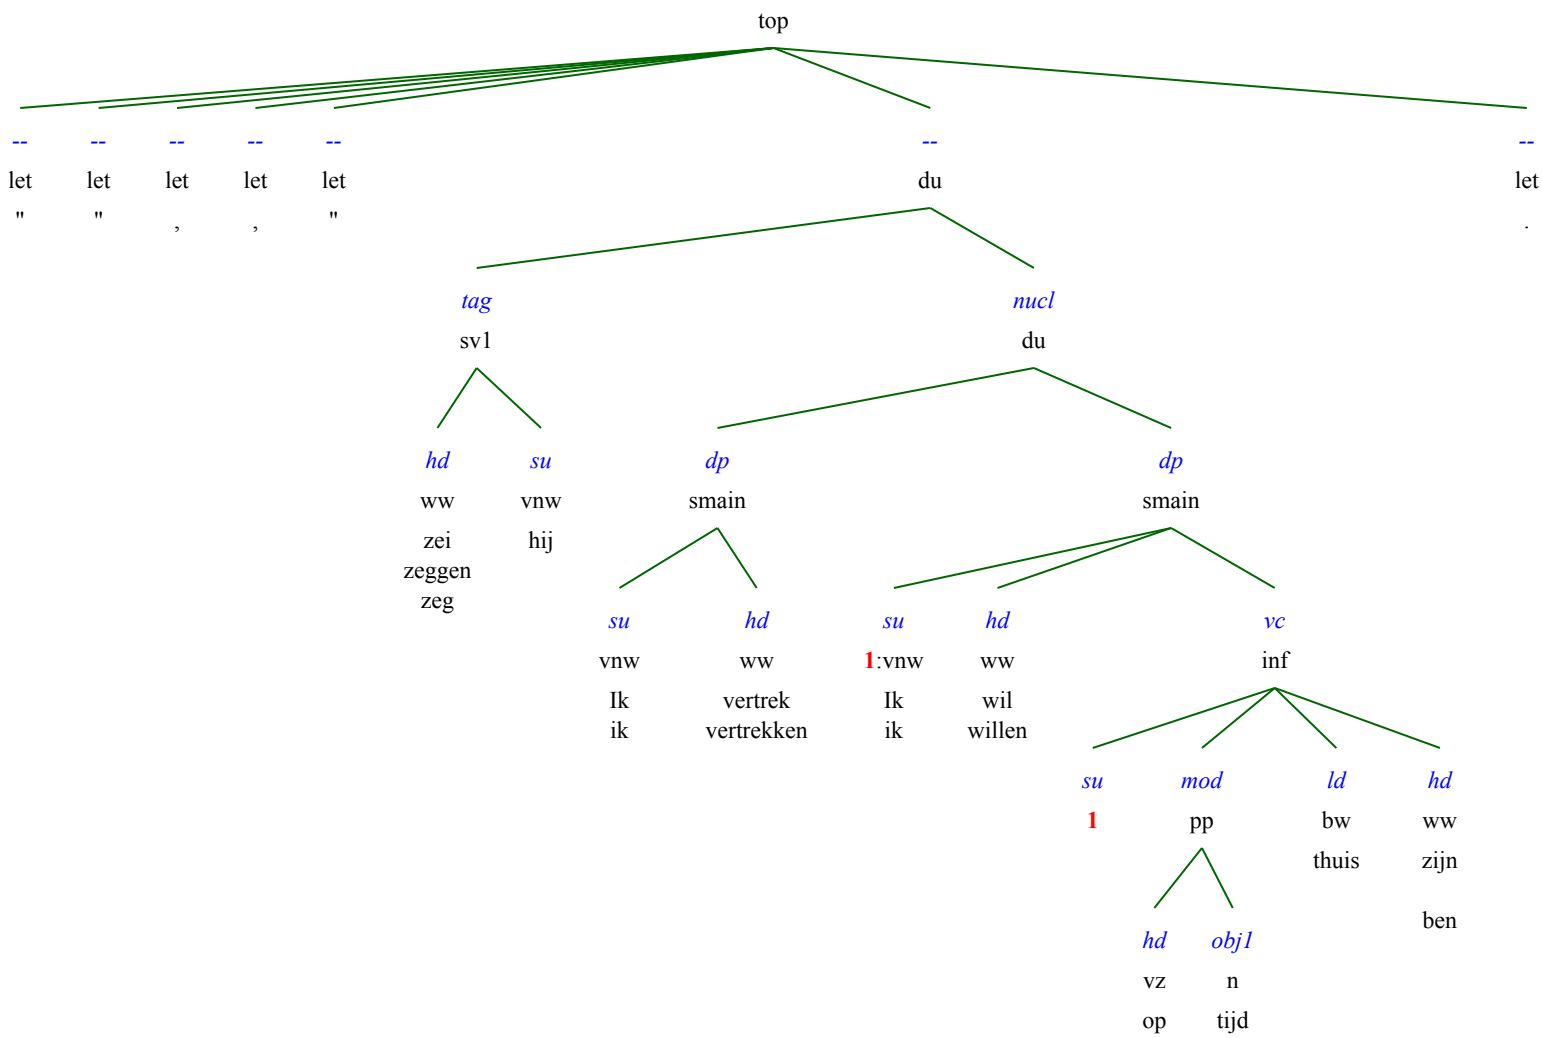 top
-- -- -- -- -- -- --
let let let let let du let
" " , , " .
tag nucl
sv1 du
hd su dp dp
ww vnw smain smain
zei hij
zeggen
zeg
su hd su hd vc
vnw ww 1:vnw ww inf
Ik vertrek Ik wil
ik vertrekken ik willen
su mod ld hd
1 pp bw ww
thuis zijn
ben
hd obj1
vz n
op tijd